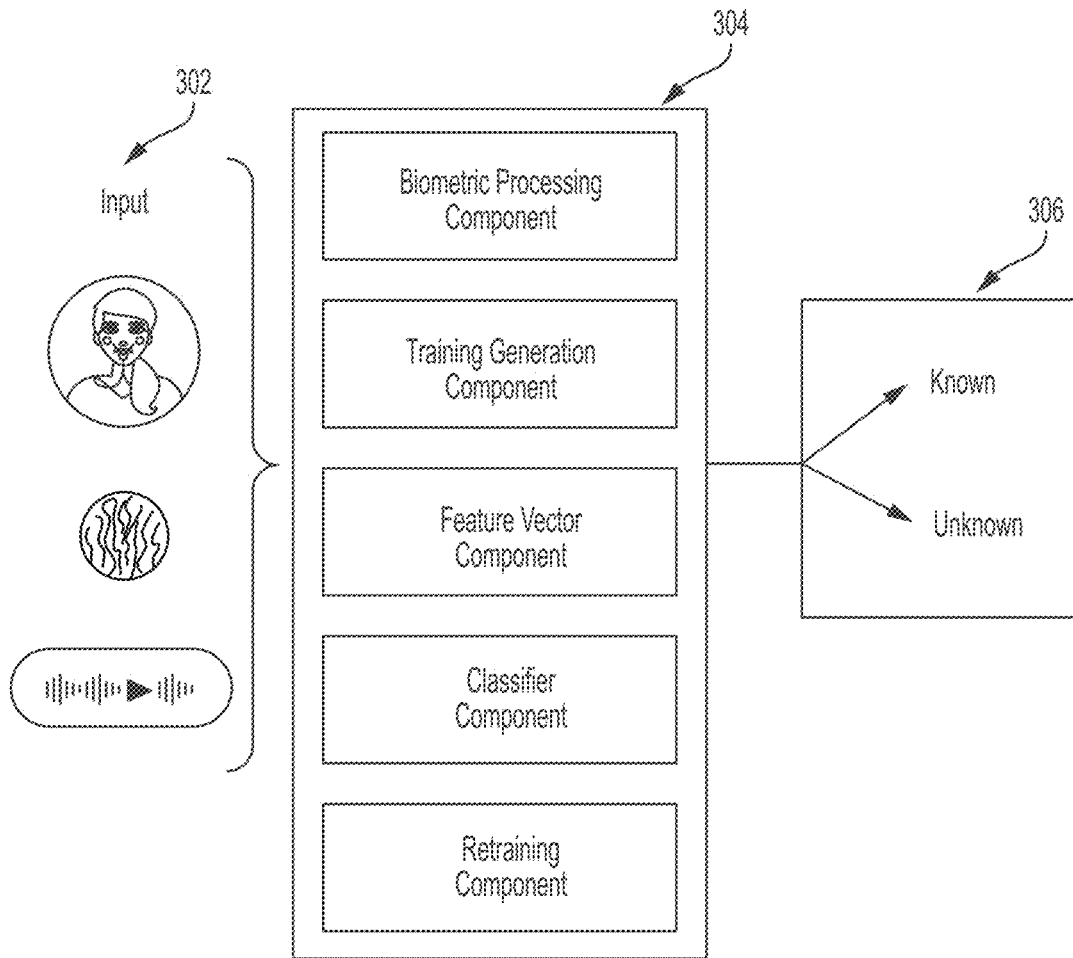 304
302
Input
Biometric Processing
Component
306
Training Generation
Component
Known
Feature Vector
Component
Unknown
Classifier
Component
Retraining
Component